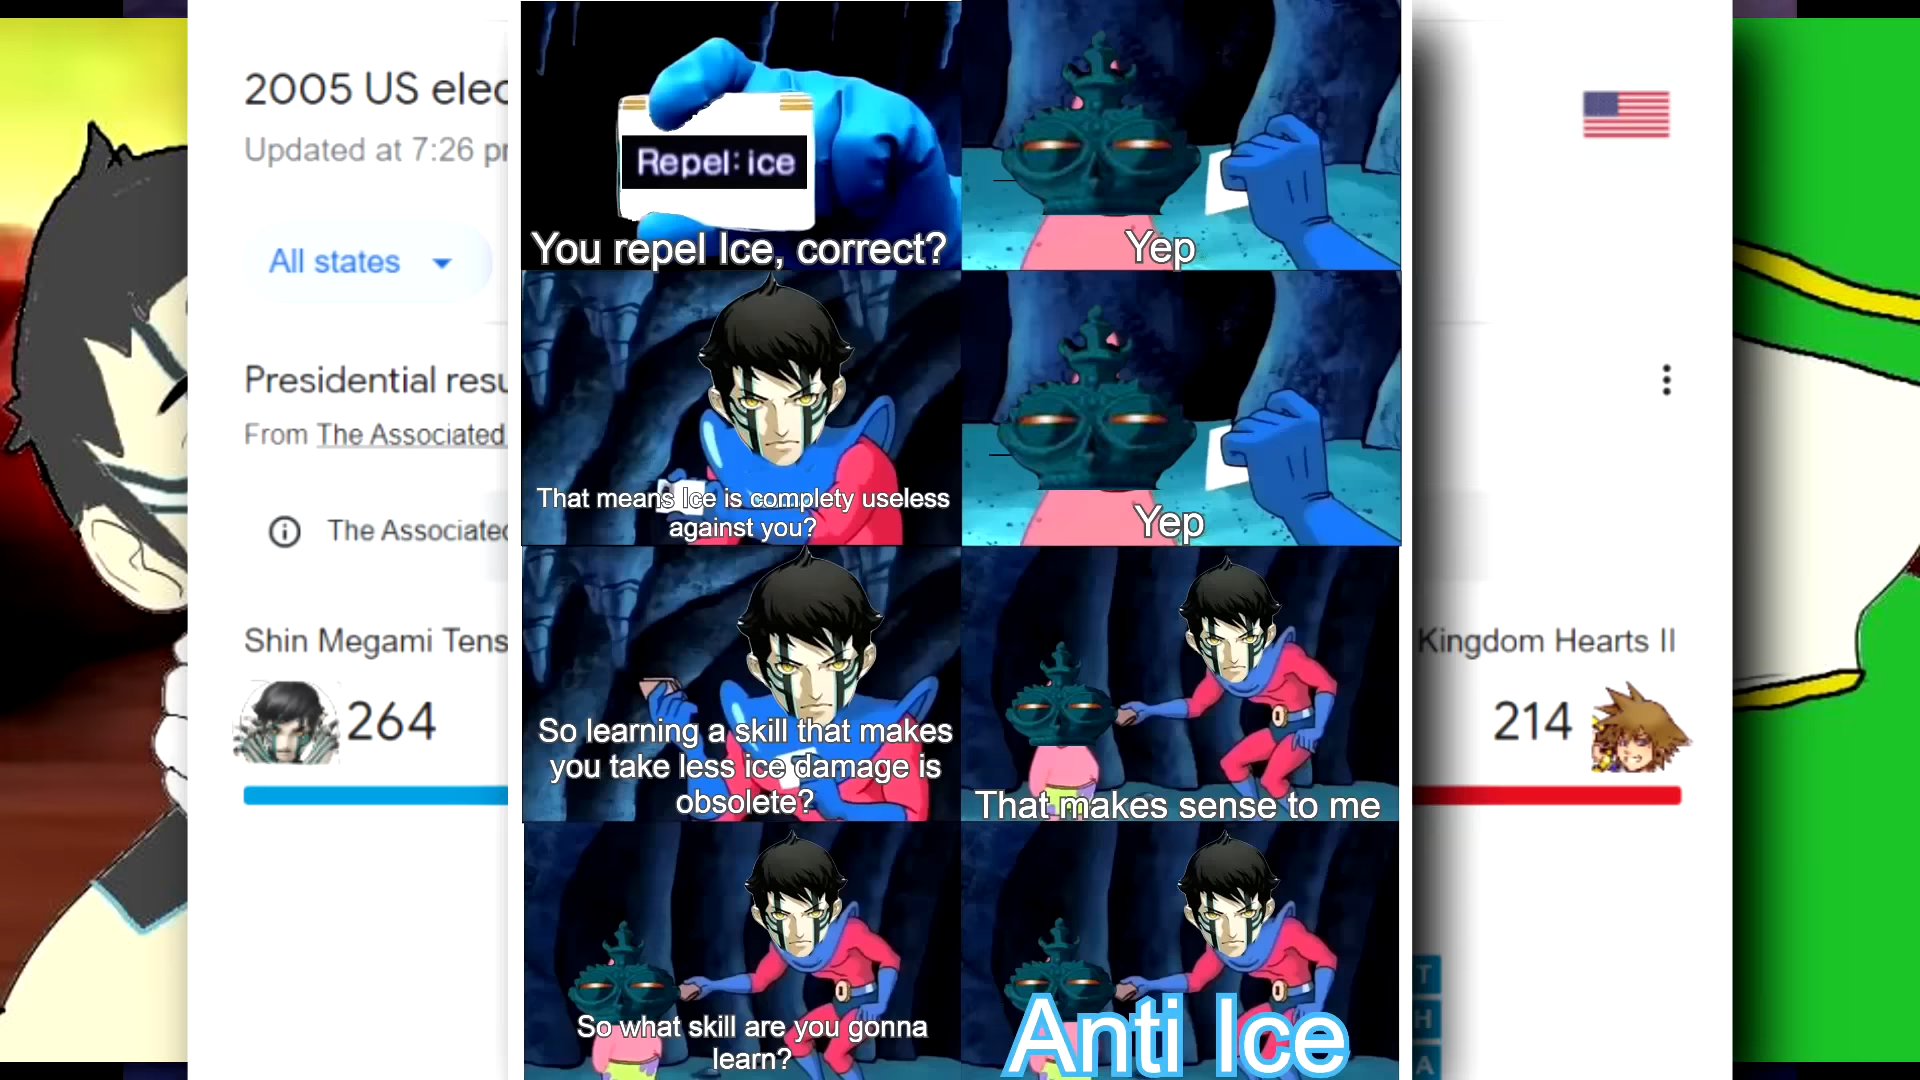 2005 US elec
Updated at 7:26 p
All states
Presidential resu
From The Associated
The Associated
Shin Megami Tens
264
Repel:ice
You repel Ice, correct?
Yep
That means Ice is complety useless
against you?
Yep
So learning a skill that makes
you take less ice damage is
obsolete?
That makes sense to me
So what skill are you gonna
learn?
Anti Ice
Kingdom Hearts II
214
T
H
A